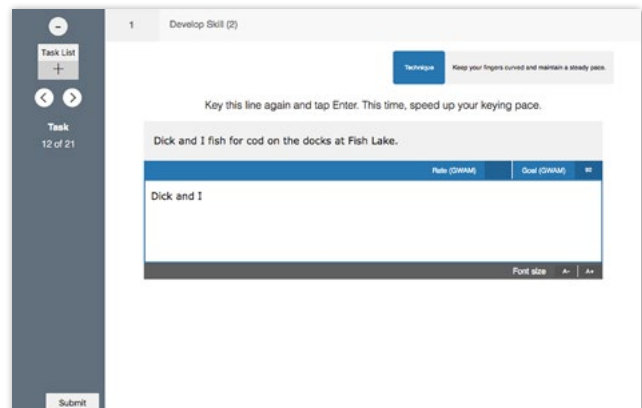 1 Develop Skill (2)
Task List
+
Task
12 of 21
Technique Keep your fingers curved and maintain a steady pace.
Key this line again and tap Enter. This time, speed up your keying pace.
Dick and I fish for cod on the docks at Fish Lake.
Rate (GWAM) Goal (GWAM)
Dick and I
Font size A- A+
Submit